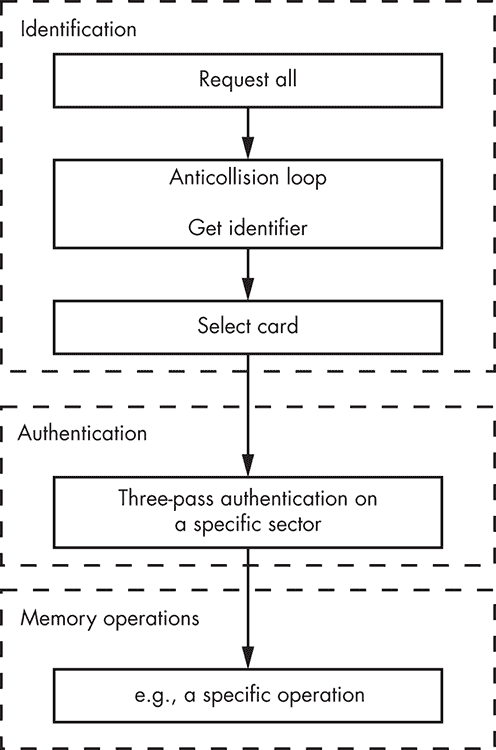 Identification
Request all
Anticollision loop
Get identifier
Select card
Authentication
Three-pass authentication on
a specific sector
Memory operations
e.g., a specific operation